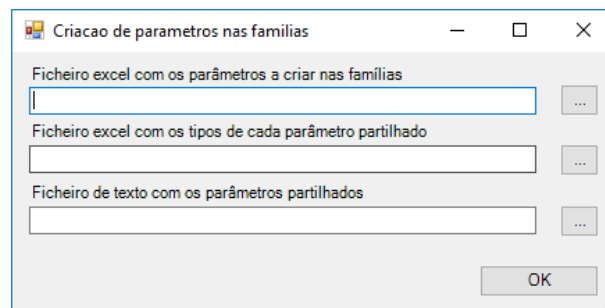 Criacao de parametros nas familias
Ficheiro excel com os parâmetros a criar nas famílias
...
Ficheiro excel com os tipos de cada parâmetro partilhado
...
Ficheiro de texto com os parâmetros partilhados
...
OK